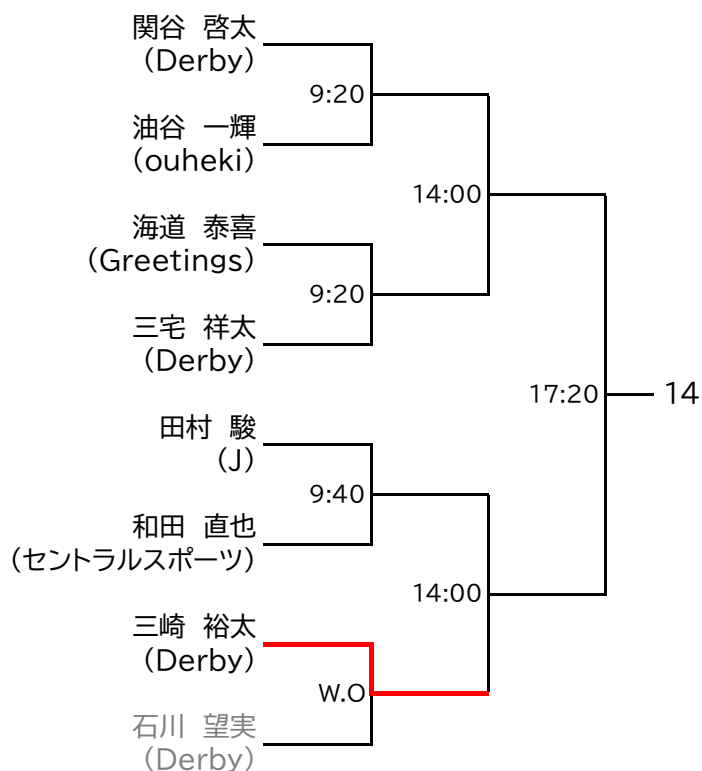 関谷 啓太
(Derby)
9:20
油谷 一輝
(ouheki)
14:00
海道 泰喜
(Greetings)
9:20
三宅 祥太
(Derby)
17:20
14
田村 駿
(J)
9:40
和田 直也
(セントラルスポーツ)
14:00
三崎 裕太
(Derby)
W.O
石川 望実
(Derby)